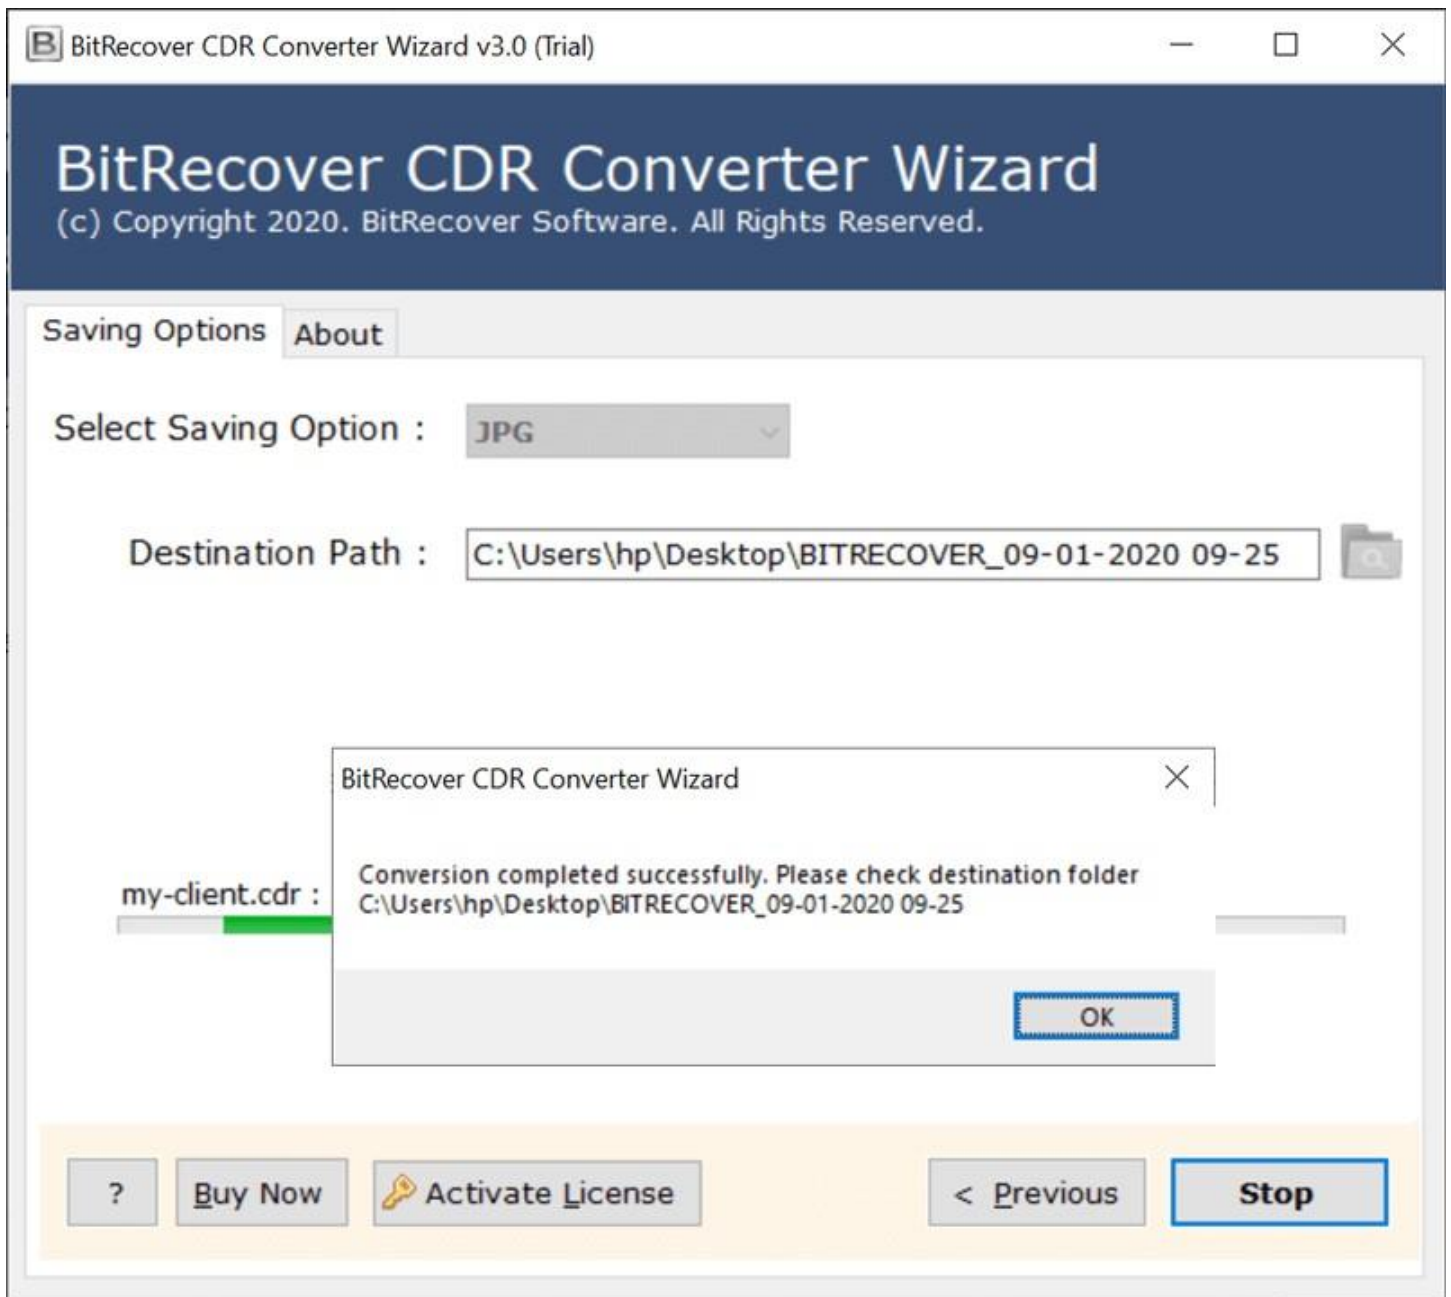 BitRecover CDR Converter Wizard v3.0 (Trial)
BitRecover CDR Converter Wizard
(c) Copyright 2020. BitRecover Software. All Rights Reserved.
Saving Options About
Select Saving Option : JPG
Destination Path : C:\Users\hp\Desktop\BITRECOVER_09-01-2020 09-25
BitRecover CDR Converter Wizard
Conversion completed successfully. Please check destination folder
C:\Users\hp\Desktop\BITRECOVER_09-01-2020 09-25
my-client.cdr :
OK
? Buy Now Activate License < Previous Stop